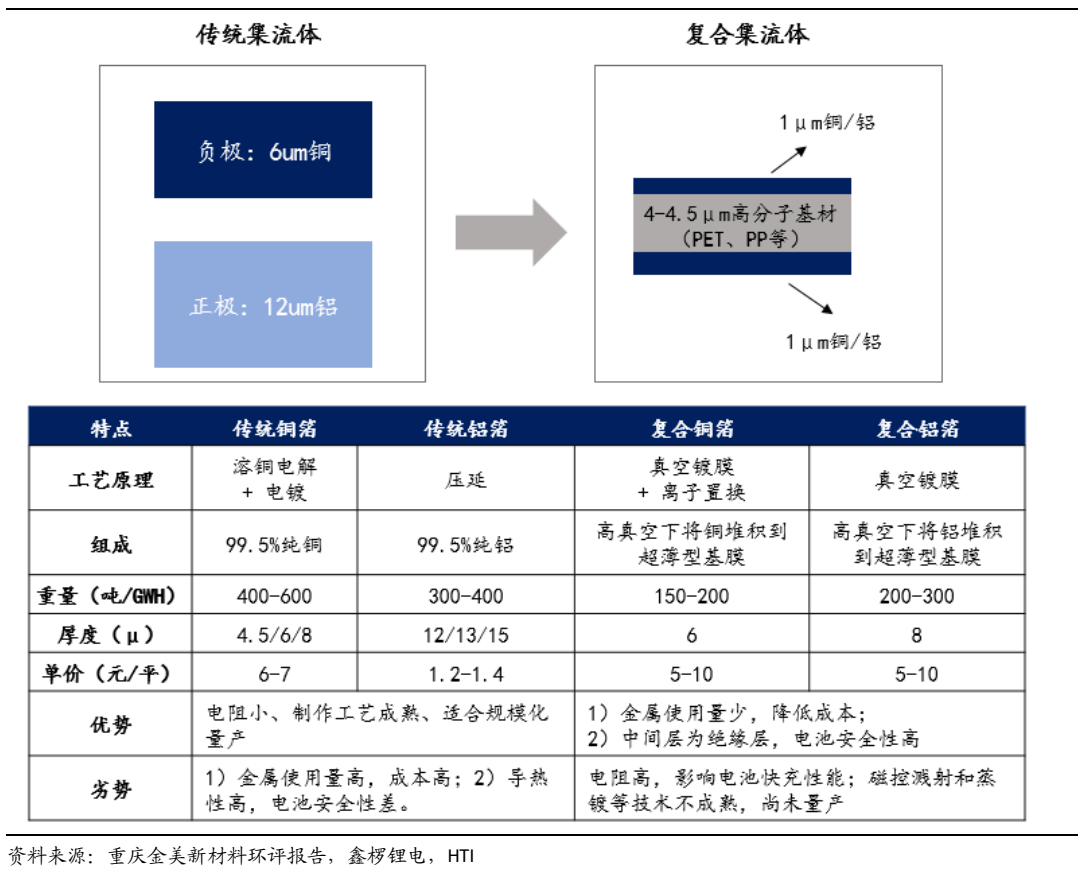 传统集流体
复合集流体
负极：6um铜
正极：12um铝
1μm铜/铝
4-4.5μm高分子基材
（PET、PP等）
1μm铜/铝
特点 传统铜箔 传统铝箔 复合铜箔 复合铝箔
工艺原理 溶铜电解 压延 真空镀膜 真空镀膜
+ 电镀 + 离子置换
组成 99.5%纯铜 99.5%纯铝 高真空下将铜堆积到 高真空下将铝堆积
超薄型基膜 到超薄型基膜
重量（吨/GWH） 400-600 300-400 150-200 200-300
厚度（μ） 4.5/6/8 12/13/15 6 8
单价（元/平） 6-7 1.2-1.4 5-10 5-10
优势 电阻小、制作工艺成熟、适合规模化 1）金属使用量少，降低成本；
量产 2）中间层为绝缘层，电池安全性高
劣势 1）金属使用量高，成本高；2）导热 电阻高，影响电池快充性能；磁控溅射和蒸
性高，电池安全性差。 镀等技术不成熟，尚未量产
资料来源：重庆金美新材料环评报告，鑫椤锂电，HTI